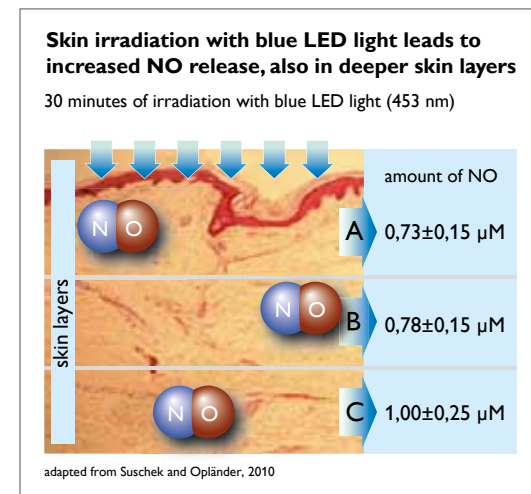 Skin irradiation with blue LED light leads to
increased NO release, also in deeper skin layers
30 minutes of irradiation with blue LED light (453 nm)
skin layers
amount of NO
N O
A
0,73±0,15 µM
N O
B
0,78±0,15 µM
N O
C
1,00±0,25 µM
adapted from Suschek and Opländer, 2010